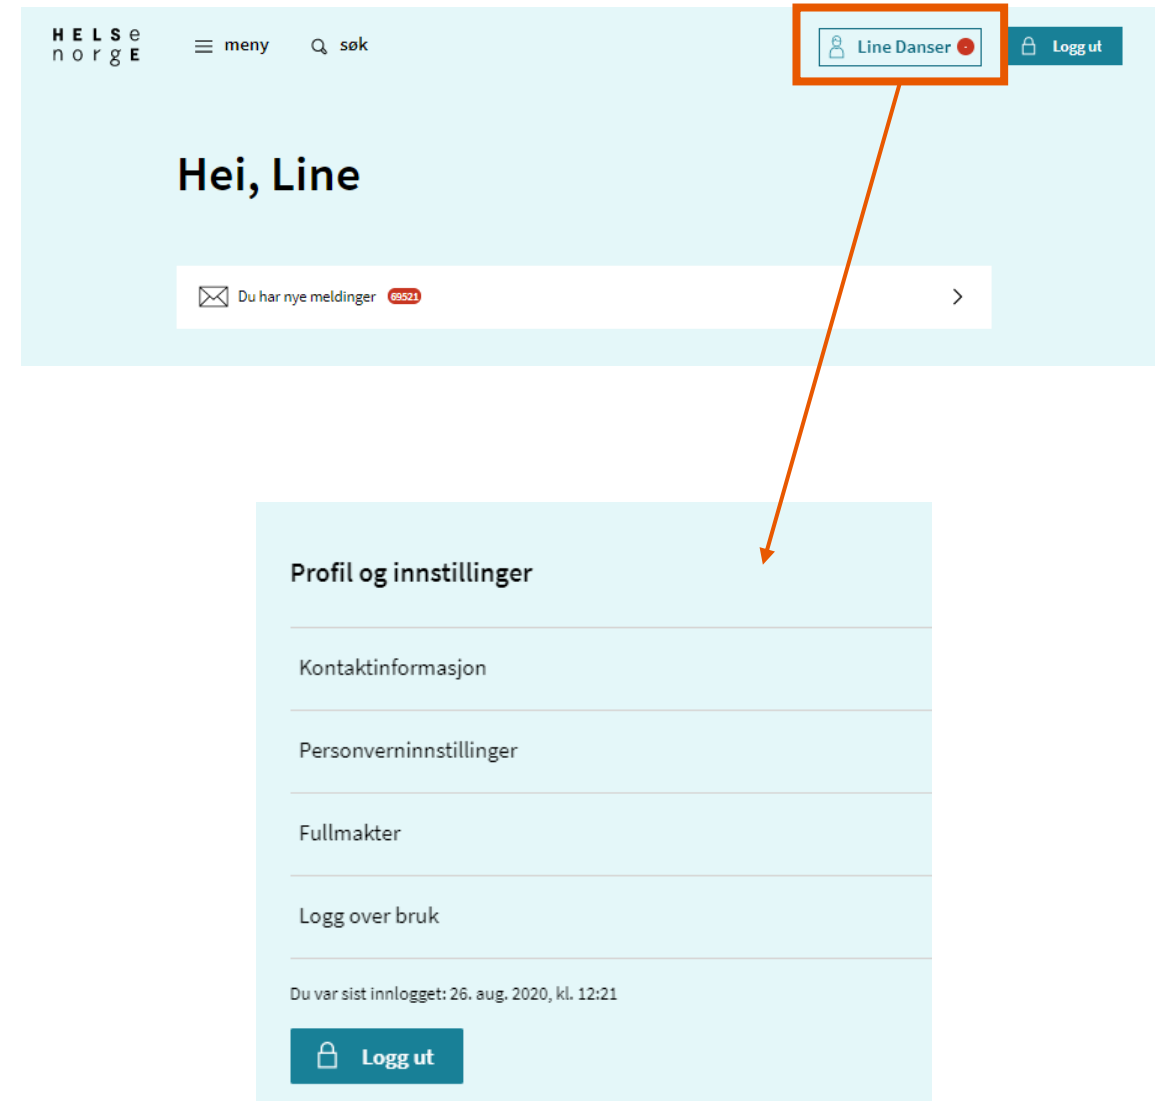 HELSe
norgE
meny
søk
Line Danser
Logg ut
Hei, Line
Du har nye meldinger 69521
Profil og innstillinger
Kontaktinformasjon
Personverninnstillinger
Fullmakter
Logg over bruk
Du var sist innlogget: 26. aug. 2020, kl. 12:21
Logg ut